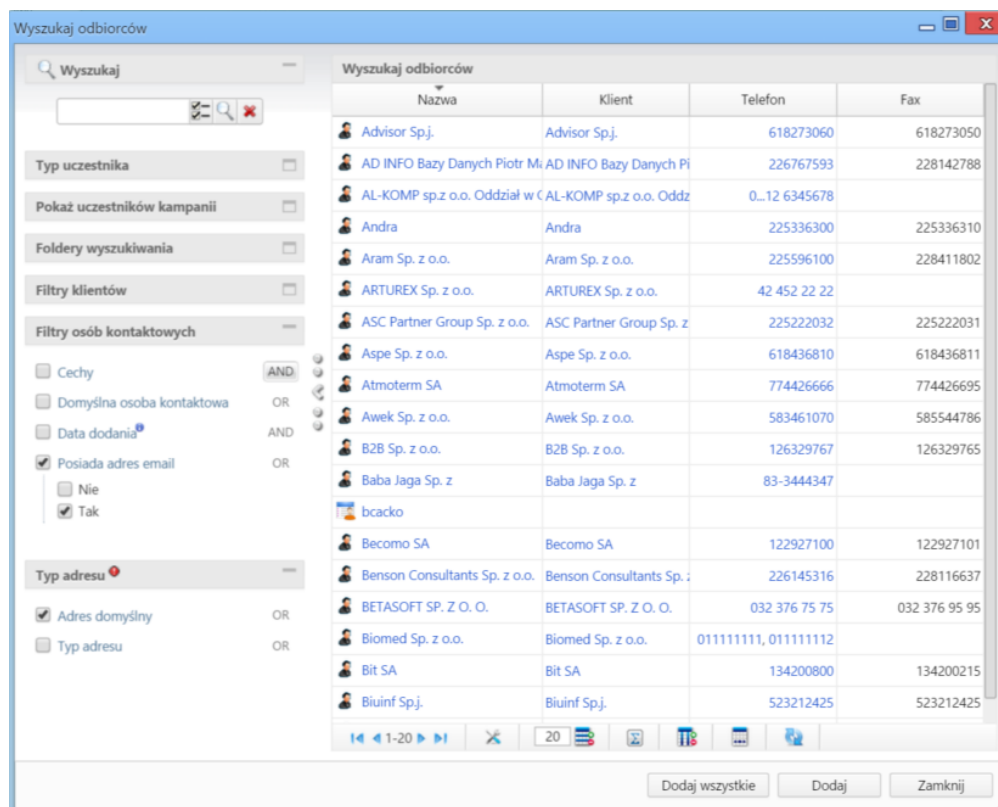 Wyszukaj odbiorców
Wyszukaj
Typ uczestnika
Pokaż uczestników kampanii
Foldery wyszukiwania
Filtry klientów
Filtry osób kontaktowych
Cechy AND
Domyślna osoba kontaktowa OR
Data dodania AND
Posiada adres email OR
Nie
Tak
Typ adresu
Adres domyślny OR
Typ adresu OR
Wyszukaj odbiorców
Nazwa Klient Telefon Fax
Advisor Sp.j. Advisor Sp.j. 618273060 618273050
AD INFO Bazy Danych Piotr AD INFO Bazy Danych Pi 226767593 228142788
AL-KOMP sp.z o.o. Oddział w AL-KOMP sp.z o.o. Oddz 0...12 6345678
Andra Andra 225336300 225336310
Aram Sp. z o.o. Aram Sp. z o.o. 225596100 228411802
ARTUREX Sp. z o.o. ARTUREX Sp. z o.o. 42 452 22 22
ASC Partner Group Sp. z o.o. ASC Partner Group Sp. z 225222032 225222031
Aspe Sp. z o.o. Aspe Sp. z o.o. 618436810 618436811
Atmoterm SA Atmoterm SA 774426666 774426695
Awek Sp. z o.o. Awek Sp. z o.o. 583461070 585544786
B2B Sp. z o.o. B2B Sp. z o.o. 126329767 126329765
Baba Jaga Sp. z Baba Jaga Sp. z 83-3444347
bcacko
Becomo SA Becomo SA 122927100 122927101
Benson Consultants Sp. z o.o. Benson Consultants Sp. 226145316 228116637
BETASOFT SP. Z O. O. BETASOFT SP. Z O. O. 032 376 75 75 032 376 95 95
Biomed Sp. z o.o. Biomed Sp. z o.o. 011111111, 011111112
Bit SA Bit SA 134200800 134200215
Biuinf Sp.j. Biuinf Sp.j. 523212425 523212425
1-20 20
Dodaj wszystkie Dodaj Zamknij